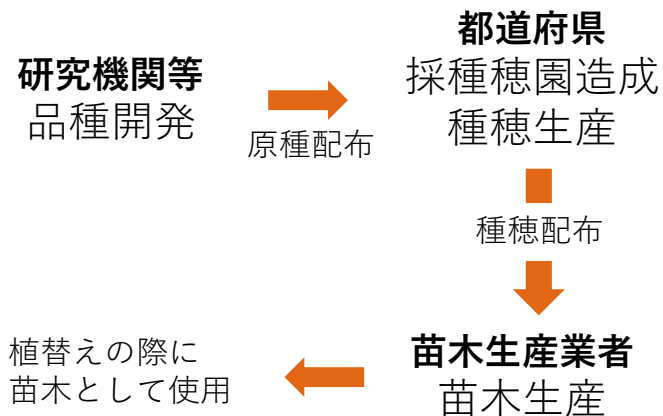 研究機関等
品種開発
原種配布
都道府県
採種穂園造成
種穂生産
種穂配布
苗木生産業者
苗木生産
植替えの際に
苗木として使用